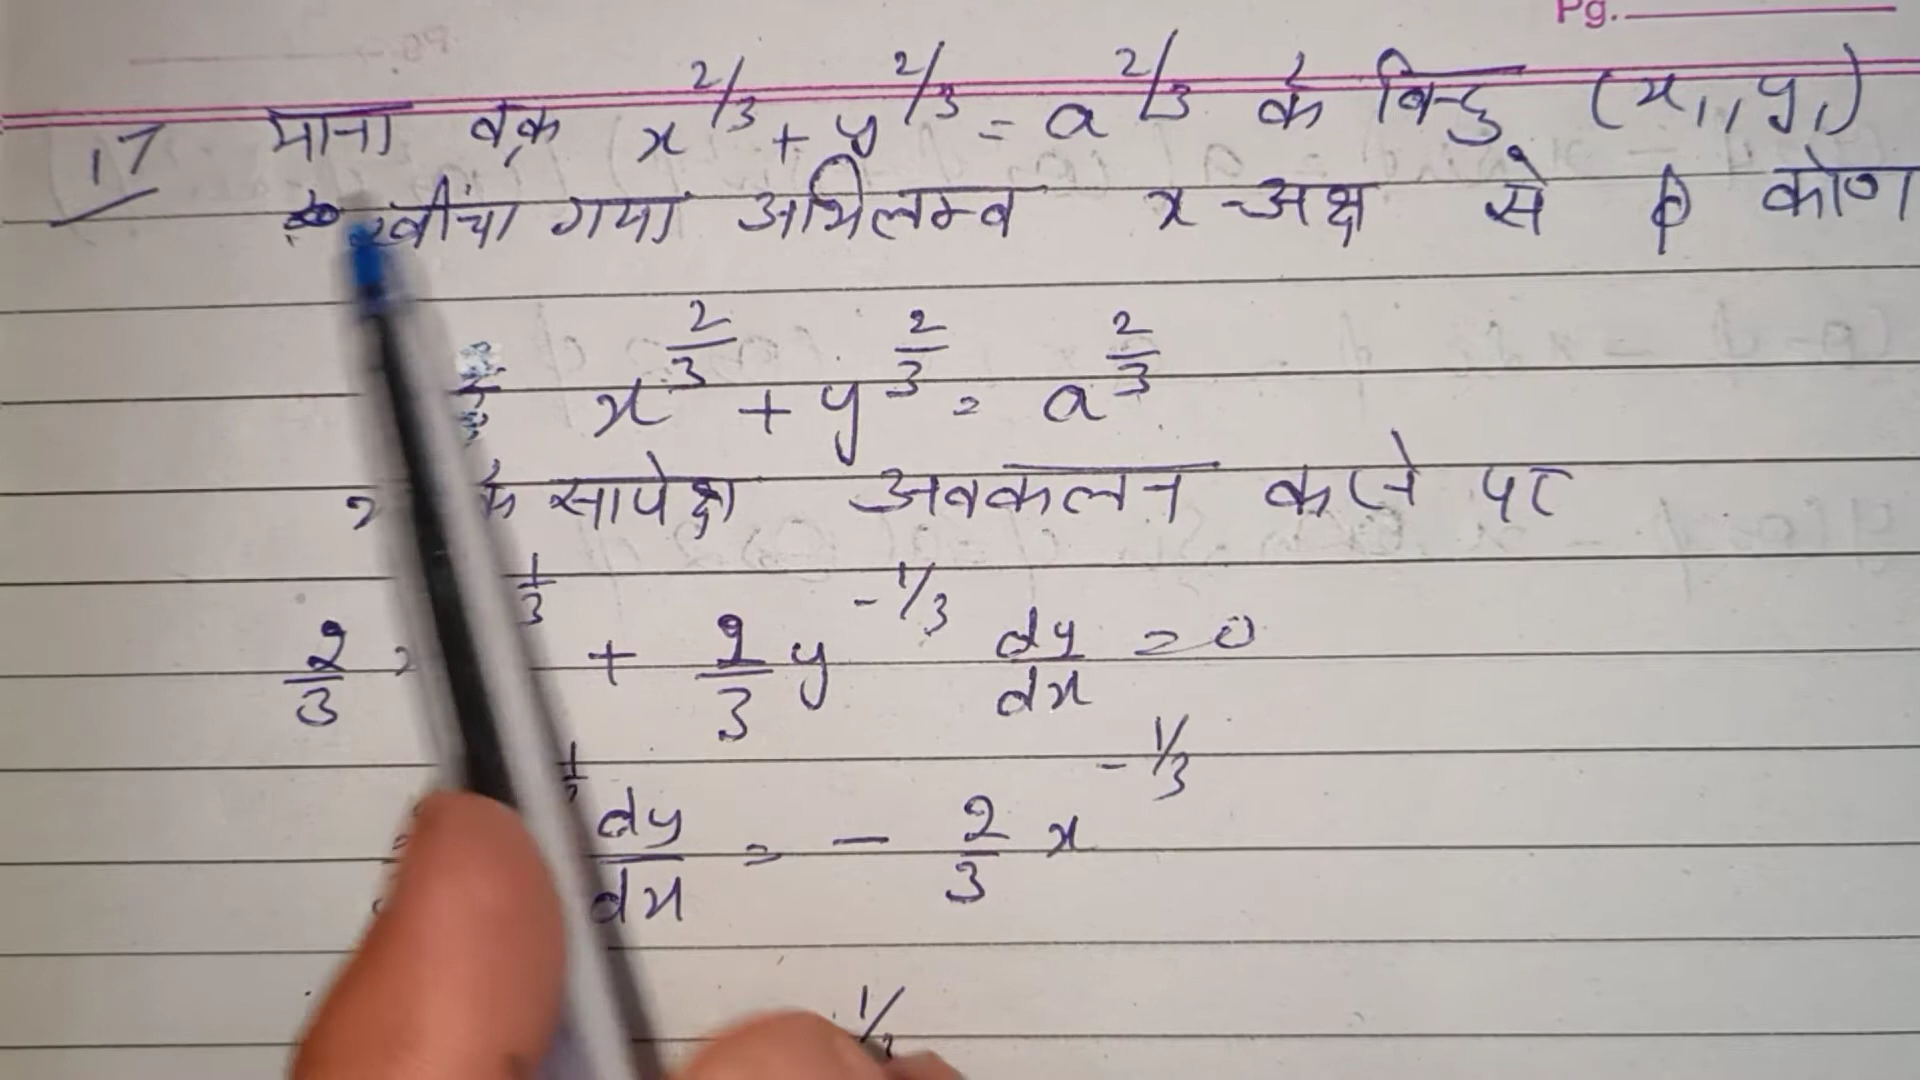 Pg.
17 माना वक्र x^2/3 + y^2/3 = a^2/3 के बिन्दु (x₁, y₁)
खींचा गया अभिलम्ब x-अक्ष से ϕ कोण
x^2/3 + y^2/3 = a^2/3
के सापेक्ष अवकलन करने पर
2/3 1/3 + 2/3 y^-1/3 dy/dx = 0
dy/dx = - 2/3 x^-1/3